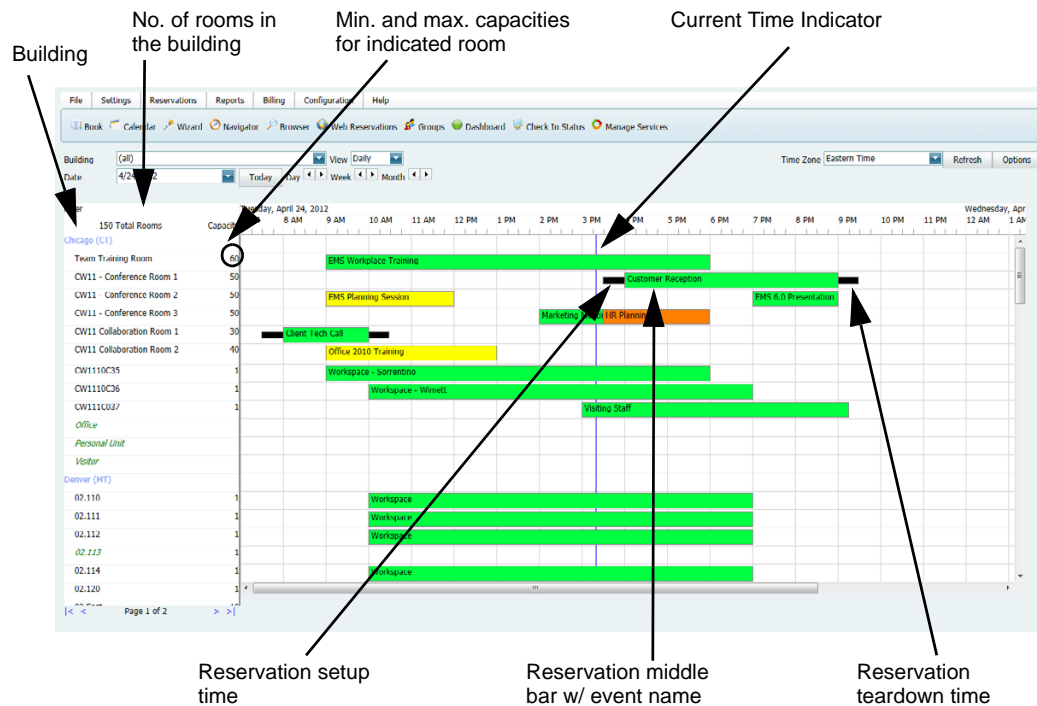 No. of rooms in
the building
Min. and max. capacities
for indicated room
Current Time Indicator
Building
File Settings Reservations Reports Billing Configuration Help
Book Calendar Wizard Navigator Browser Web Reservations Groups Dashboard Check In Status Manage Services
Building (all) View Daily Time Zone Eastern Time Refresh Options
Date Today Day Week Month
Tuesday, April 24, 2012 Wednesday, Apr
8 AM 9 AM 10 AM 11 AM 12 PM 1 PM 2 PM 3 PM PM 5 PM 6 PM 7 PM 8 PM 9 PM 10 PM 11 PM 12 AM 1 AM
150 Total Rooms
Chicago (CT)
Team Training Room 60 EMS Workplace Training
CW11 - Conference Room 1 50 Customer Reception
CW11 - Conference Room 2 50 EMS Planning Session EMS 6.0 Presentation
CW11 - Conference Room 3 50 Marketing HR Planning
CW11 Collaboration Room 1 30 Client Tech Call
CW11 Collaboration Room 2 40 Office 2010 Training
CW1110C35 1 Workspace - Sorrentino
CW1110C36 1 Workspace - Wimett
CW111C037 1 Visiting Staff
Office
Personal Unit
Visitor
Denver (MT)
02.110 1 Workspace
02.111 1 Workspace
02.112 1 Workspace
02.113 1
02.114 1 Workspace
02.120 1
|< < Page 1 of 2 > >|
Reservation setup
time
Reservation middle
bar w/ event name
Reservation
teardown time